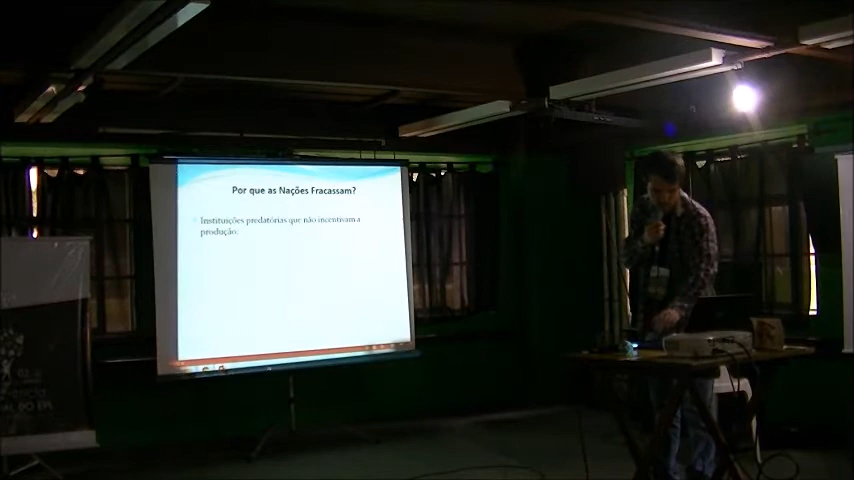 Por que as Nações Fracassam?
Instituições predatórias que não incentivam a
produção.